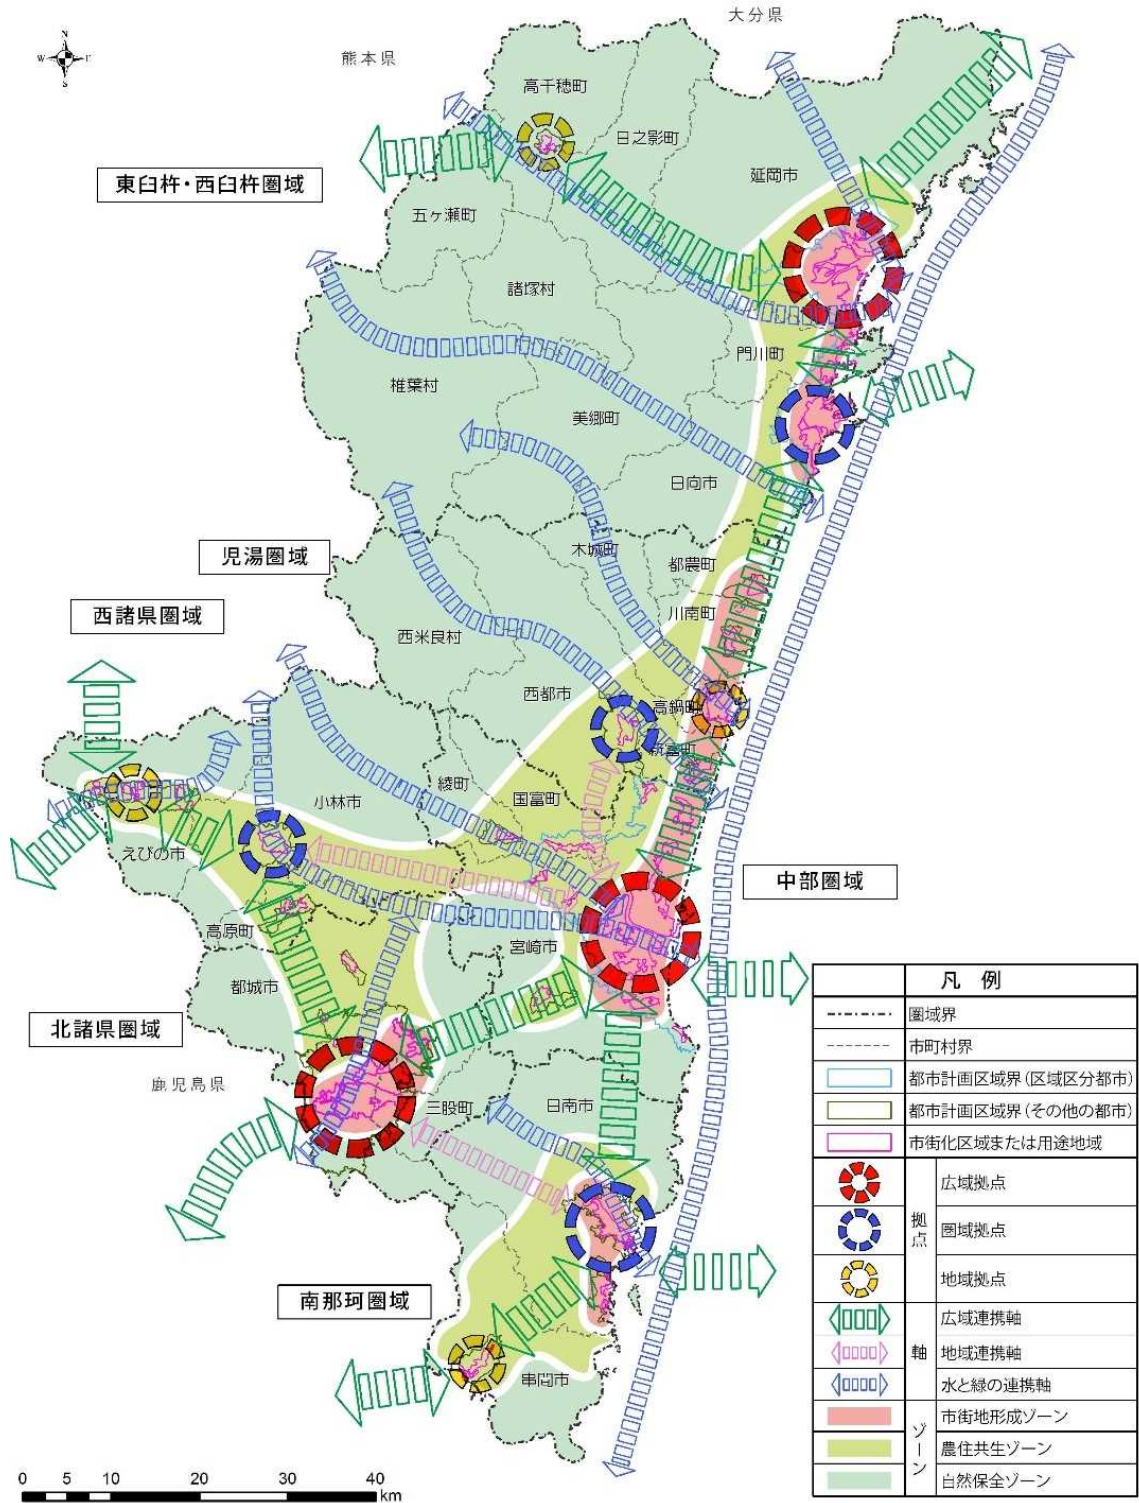 大分県
N
W
E
S
熊本県
高千穂町
日之影町
延岡市
東臼杵・西臼杵圏域
五ヶ瀬町
諸塚村
門川町
椎葉村
美郷町
日向市
児湯圏域
木城町
都農町
西諸県圏域
川南町
西米良村
西都市
高鍋町
新富町
綾町
小林市
国富町
えびの市
中部圏域
高原町
宮崎市
都城市
北諸県圏域
鹿児島県
三股町
日南市
南那珂圏域
串間市
凡 例
圏域界
市町村界
都市計画区域界(区域区分都市)
都市計画区域界(その他の都市)
市街化区域または用途地域
拠点
広域拠点
圏域拠点
地域拠点
軸
広域連携軸
地域連携軸
水と緑の連携軸
ゾーン
市街地形成ゾーン
農住共生ゾーン
自然保全ゾーン
0 5 10 20 30 40
km